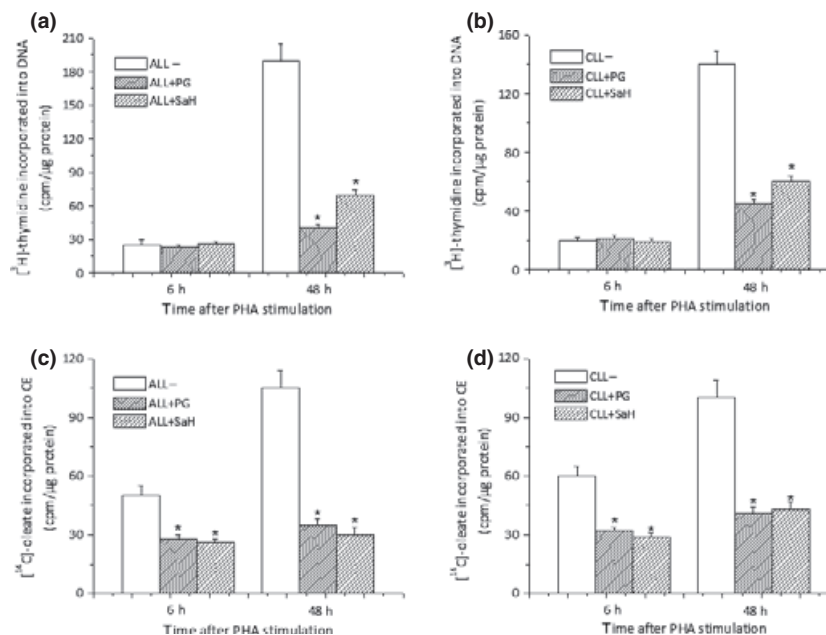 (a)
210
180
150
120
90
60
30
0
[³H]-thymidine incorporated into DNA
(cpm/µg protein)
ALL−
ALL+PG
ALL+SaH
*
*
6 h
48 h
Time after PHA stimulation
(b)
160
120
80
40
0
[³H]-thymidine incorporated into DNA
(cpm/µg protein)
CLL−
CLL+PG
CLL+SaH
*
*
6 h
48 h
Time after PHA stimulation
(c)
120
90
60
30
0
[¹⁴C]-oleate incorporated into CE
(cpm/µg protein)
ALL−
ALL+PG
ALL+SaH
*
*
*
*
6 h
48 h
Time after PHA stimulation
(d)
120
90
60
30
0
[¹⁴C]-oleate incorporated into CE
(cpm/µg protein)
CLL−
CLL+PG
CLL+SaH
*
*
*
*
6 h
48 h
Time after PHA stimulation